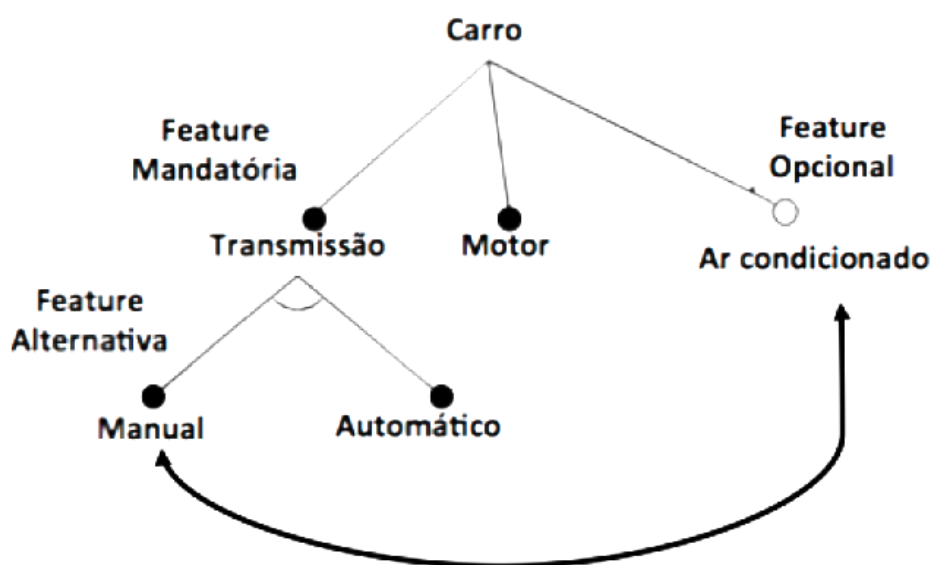 Carro
Feature
Mandatória
Feature
Opcional
Transmissão
Motor
Ar condicionado
Feature
Alternativa
Manual
Automático